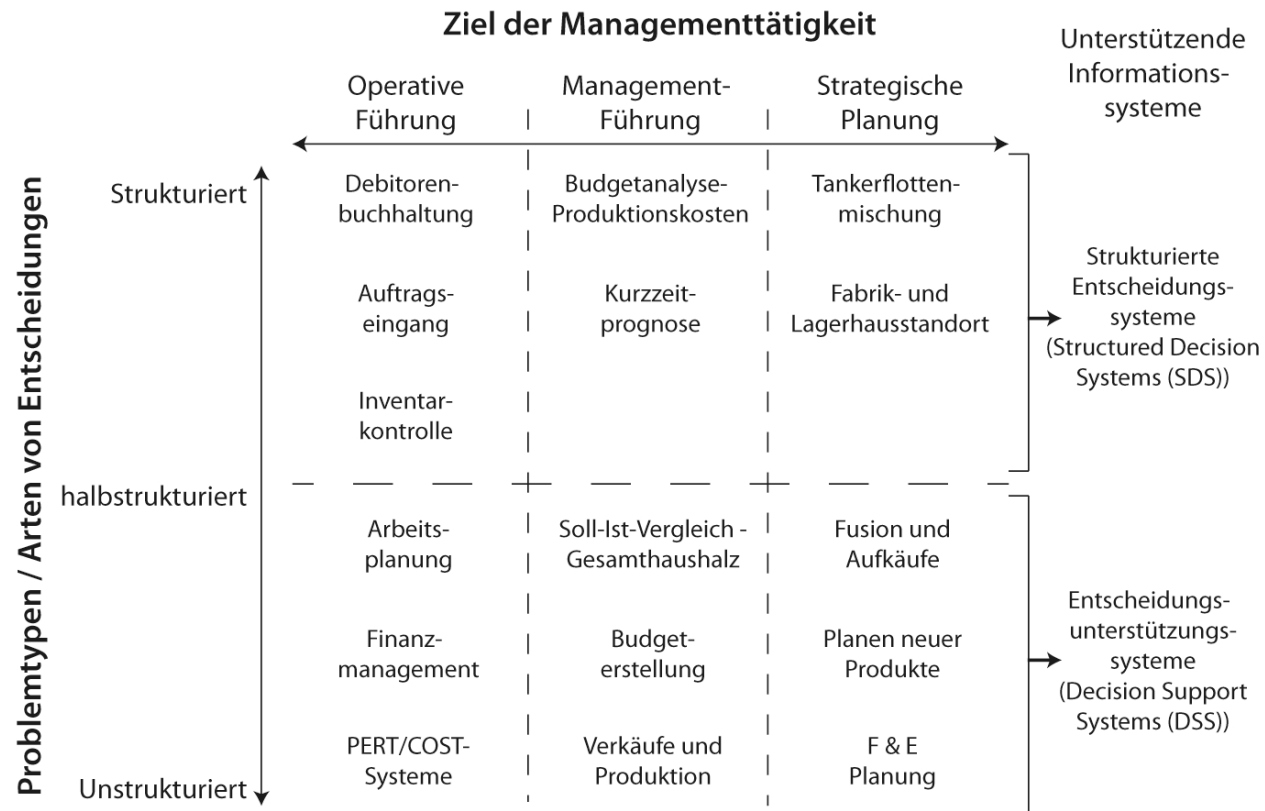 Ziel der Managementtätigkeit
Unterstützende
Informations-
systeme
Operative
Führung
Management-
Führung
Strategische
Planung
Problemtypen / Arten von Entscheidungen
Strukturiert
Debitoren-
buchhaltung
Budgetanalyse-
Produktionskosten
Tankerflotten-
mischung
Auftrags-
eingang
Kurzzeit-
prognose
Fabrik- und
Lagerhausstandort
Inventar-
kontrolle
Strukturierte
Entscheidungs-
systeme
(Structured Decision
Systems (SDS))
halbstrukturiert
Arbeits-
planung
Soll-Ist-Vergleich -
Gesamthaushalz
Fusion und
Aufkäufe
Finanz-
management
Budget-
erstellung
Planen neuer
Produkte
PERT/COST-
Systeme
Verkäufe und
Produktion
F & E
Planung
Entscheidungs-
unterstützungs-
systeme
(Decision Support
Systems (DSS))
Unstrukturiert